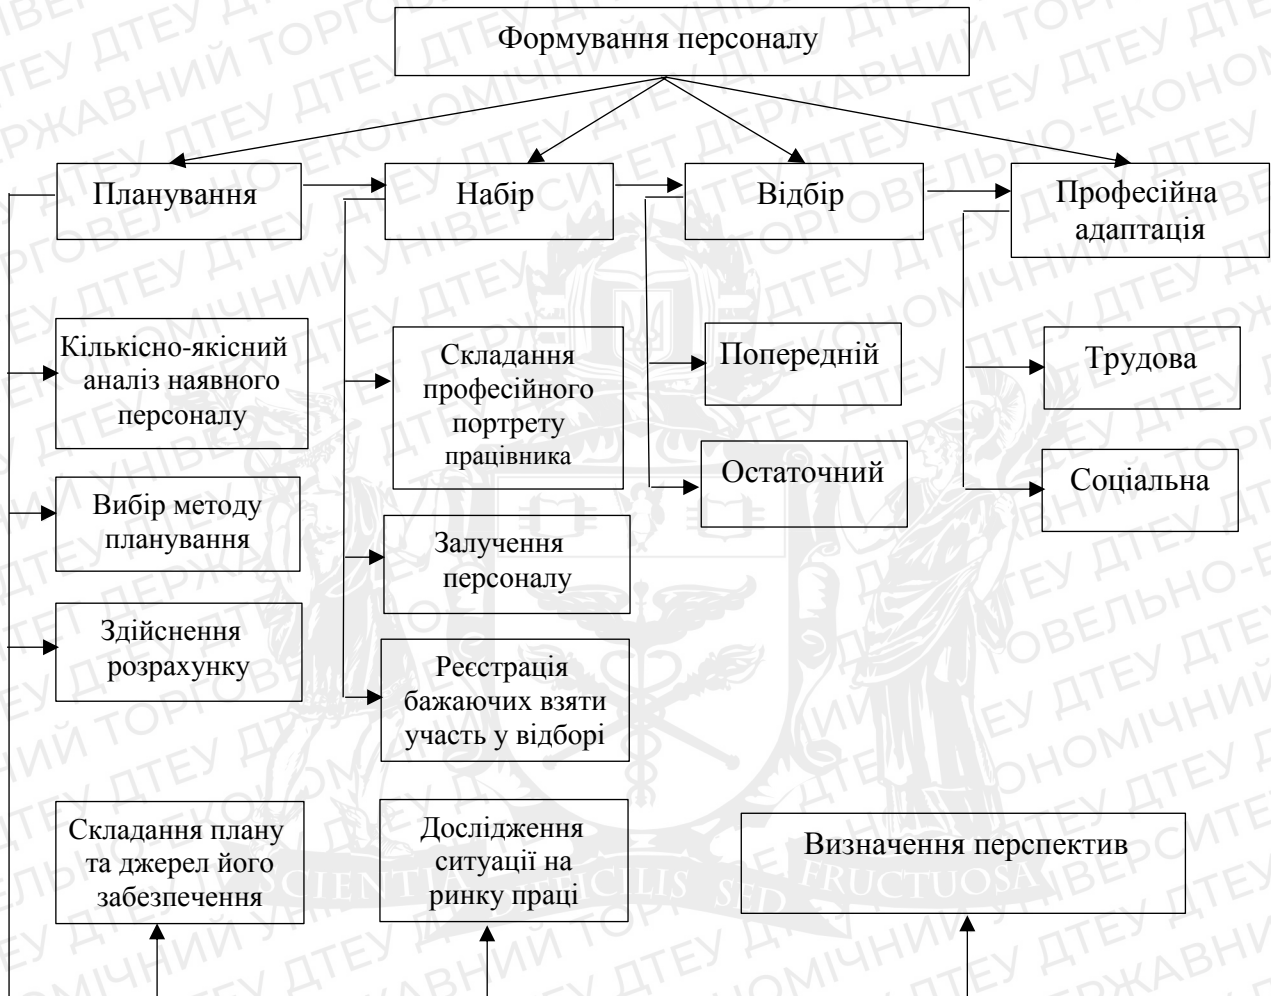 Формування персоналу
Планування
Набір
Відбір
Професійна
адаптація
Кількісно-якісний
аналіз наявного
персоналу
Вибір методу
планування
Здійснення
розрахунку
Складання
професійного
портрету
працівника
Залучення
персоналу
Реєстрація
бажаючих взяти
участь у відборі
Попередній
Остаточний
Трудова
Соціальна
Складання плану
та джерел його
забезпечення
Дослідження
ситуації на
ринку праці
Визначення перспектив